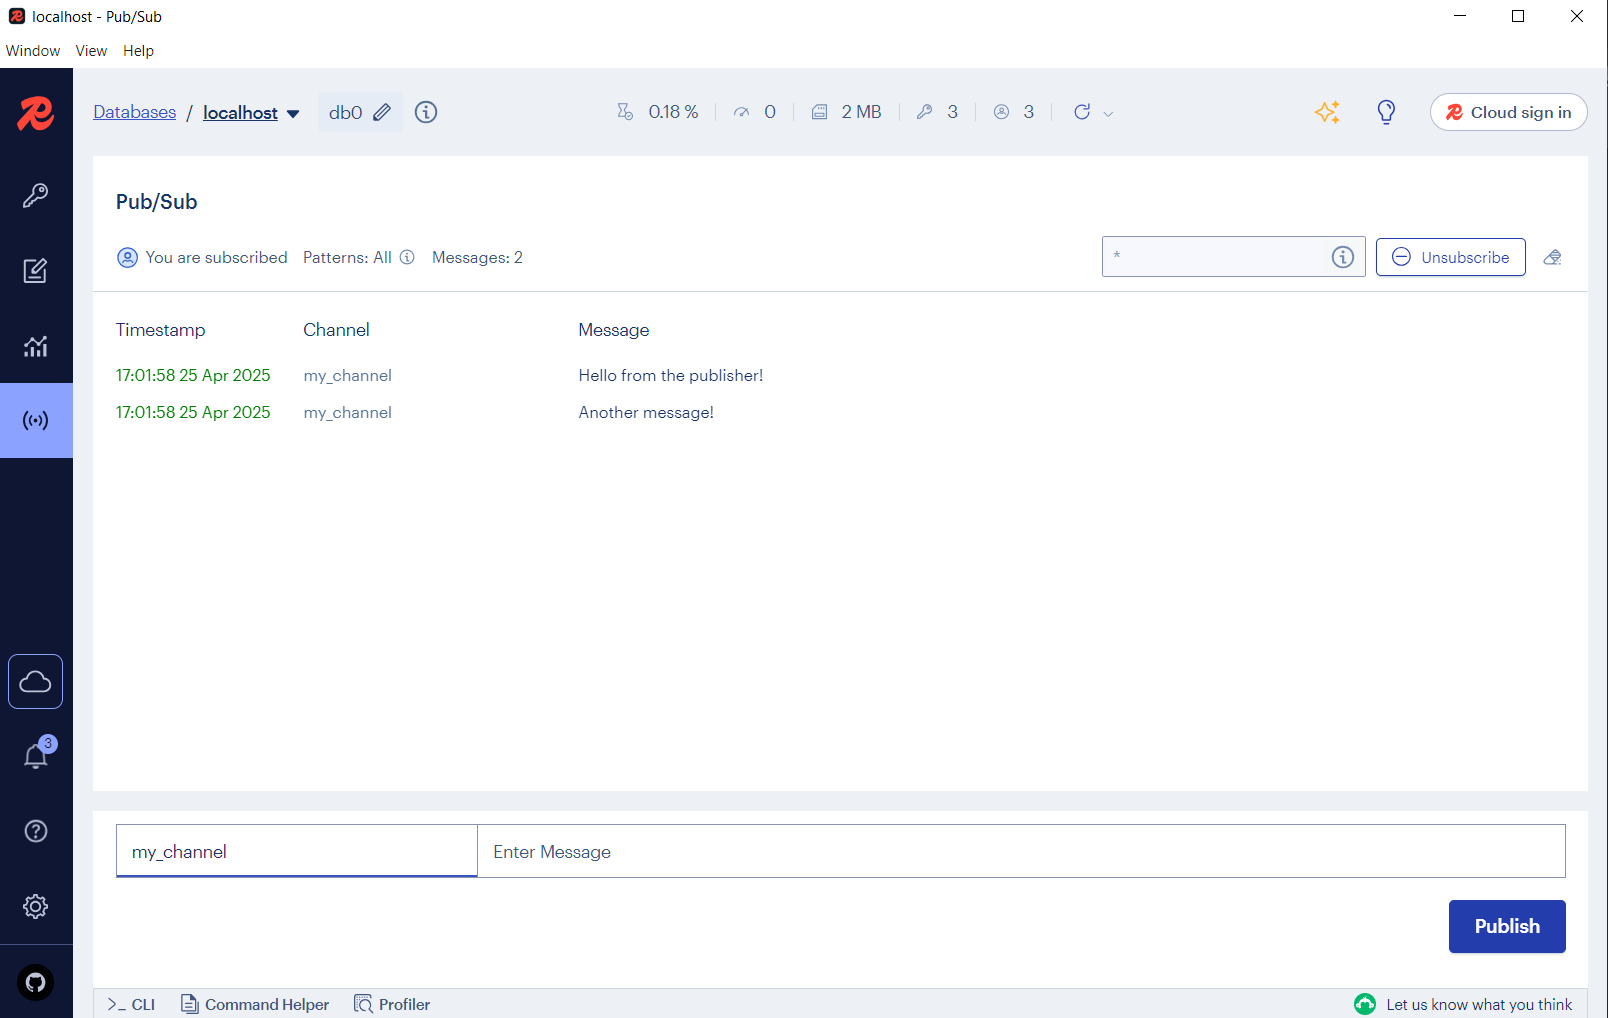 localhost - Pub/Sub
Window View Help
Databases / localhost db0 0.18 % 0 2 MB 3 3 Cloud sign in
Pub/Sub
You are subscribed Patterns: All Messages: 2 * Unsubscribe
Timestamp Channel Message
17:01:58 25 Apr 2025 my_channel Hello from the publisher!
17:01:58 25 Apr 2025 my_channel Another message!
3
my_channel Enter Message
Publish
>_ CLI Command Helper Profiler Let us know what you think